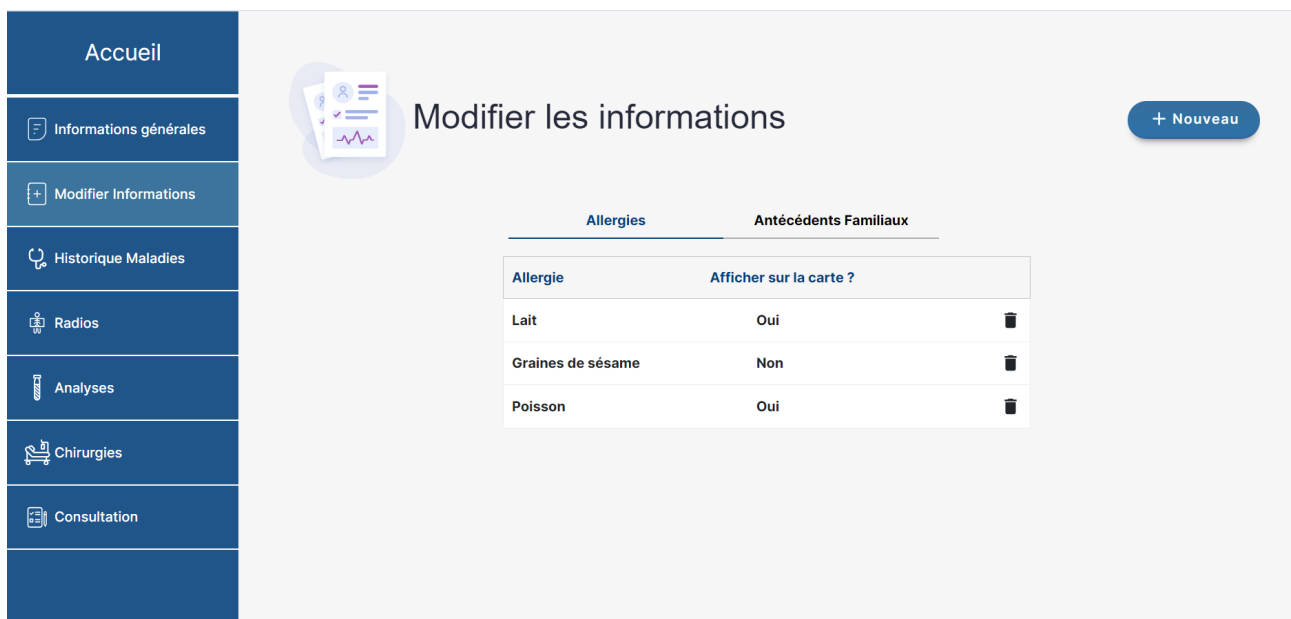 Accueil
Informations générales
Modifier Informations
Historique Maladies
Radios
Analyses
Chirurgies
Consultation
Modifier les informations
+ Nouveau
Allergies Antécédents Familiaux
Allergie Afficher sur la carte ?
Lait Oui
Graines de sésame Non
Poisson Oui